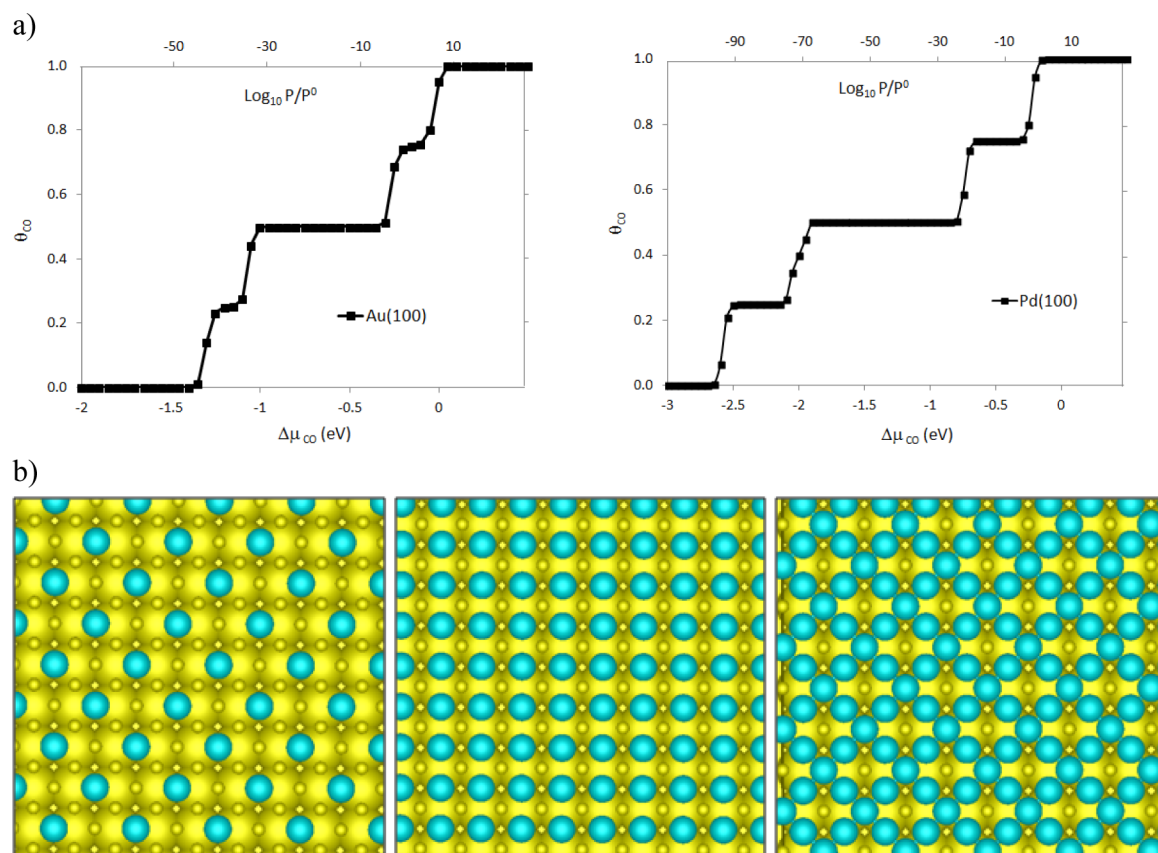 a)
-50 -30 -10 10
1.0
Log₁₀ P/P⁰
0.8
0.6
θCO
0.4
Au(100)
0.2
0.0
-2 -1.5 -1 -0.5 0
Δμ CO (eV)
-90 -70 -50 -30 -10 10
1.0
Log₁₀ P/P⁰
0.8
0.6
θCO
0.4
Pd(100)
0.2
0.0
-3 -2.5 -2 -1.5 -1 -0.5 0
Δμ CO (eV)
b)